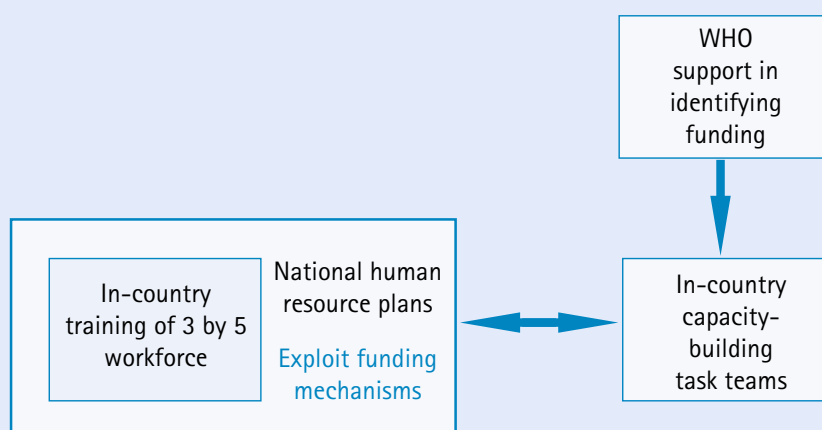 WHO
support in
identifying
funding
In-country
training of 3 by 5
workforce
National human
resource plans
Exploit funding
mechanisms
In-country
capacity-
building
task teams